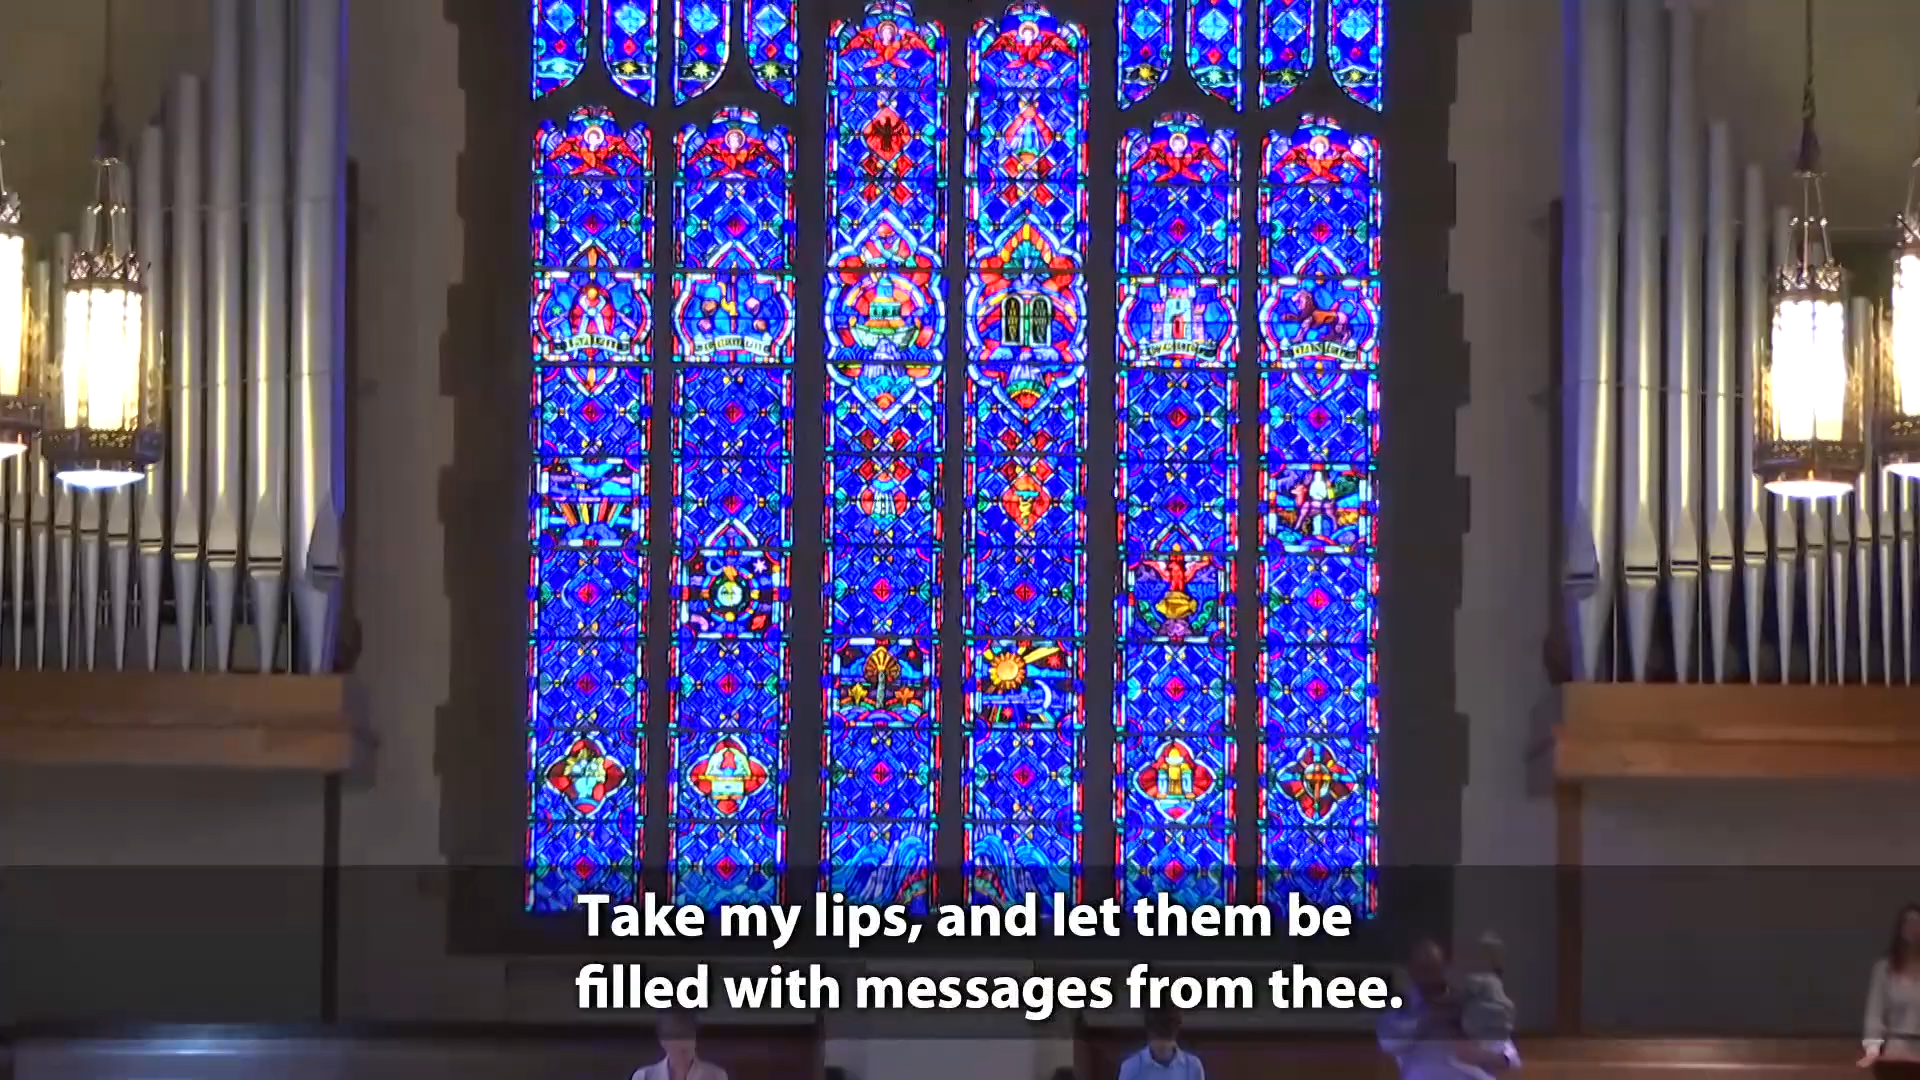 Take my lips, and let them be
filled with messages from thee.